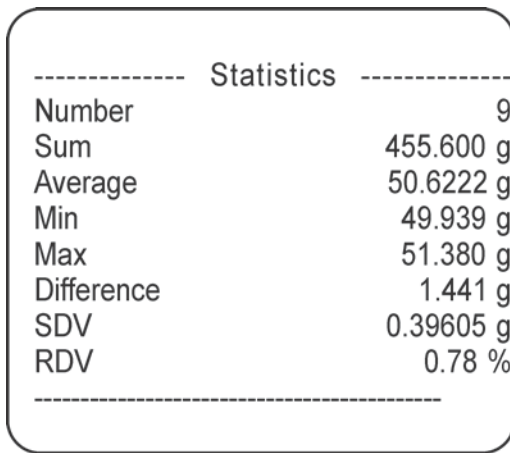 -------------- Statistics --------------
Number 9
Sum 455.600 g
Average 50.6222 g
Min 49.939 g
Max 51.380 g
Difference 1.441 g
SDV 0.39605 g
RDV 0.78 %
--------------------------------------------